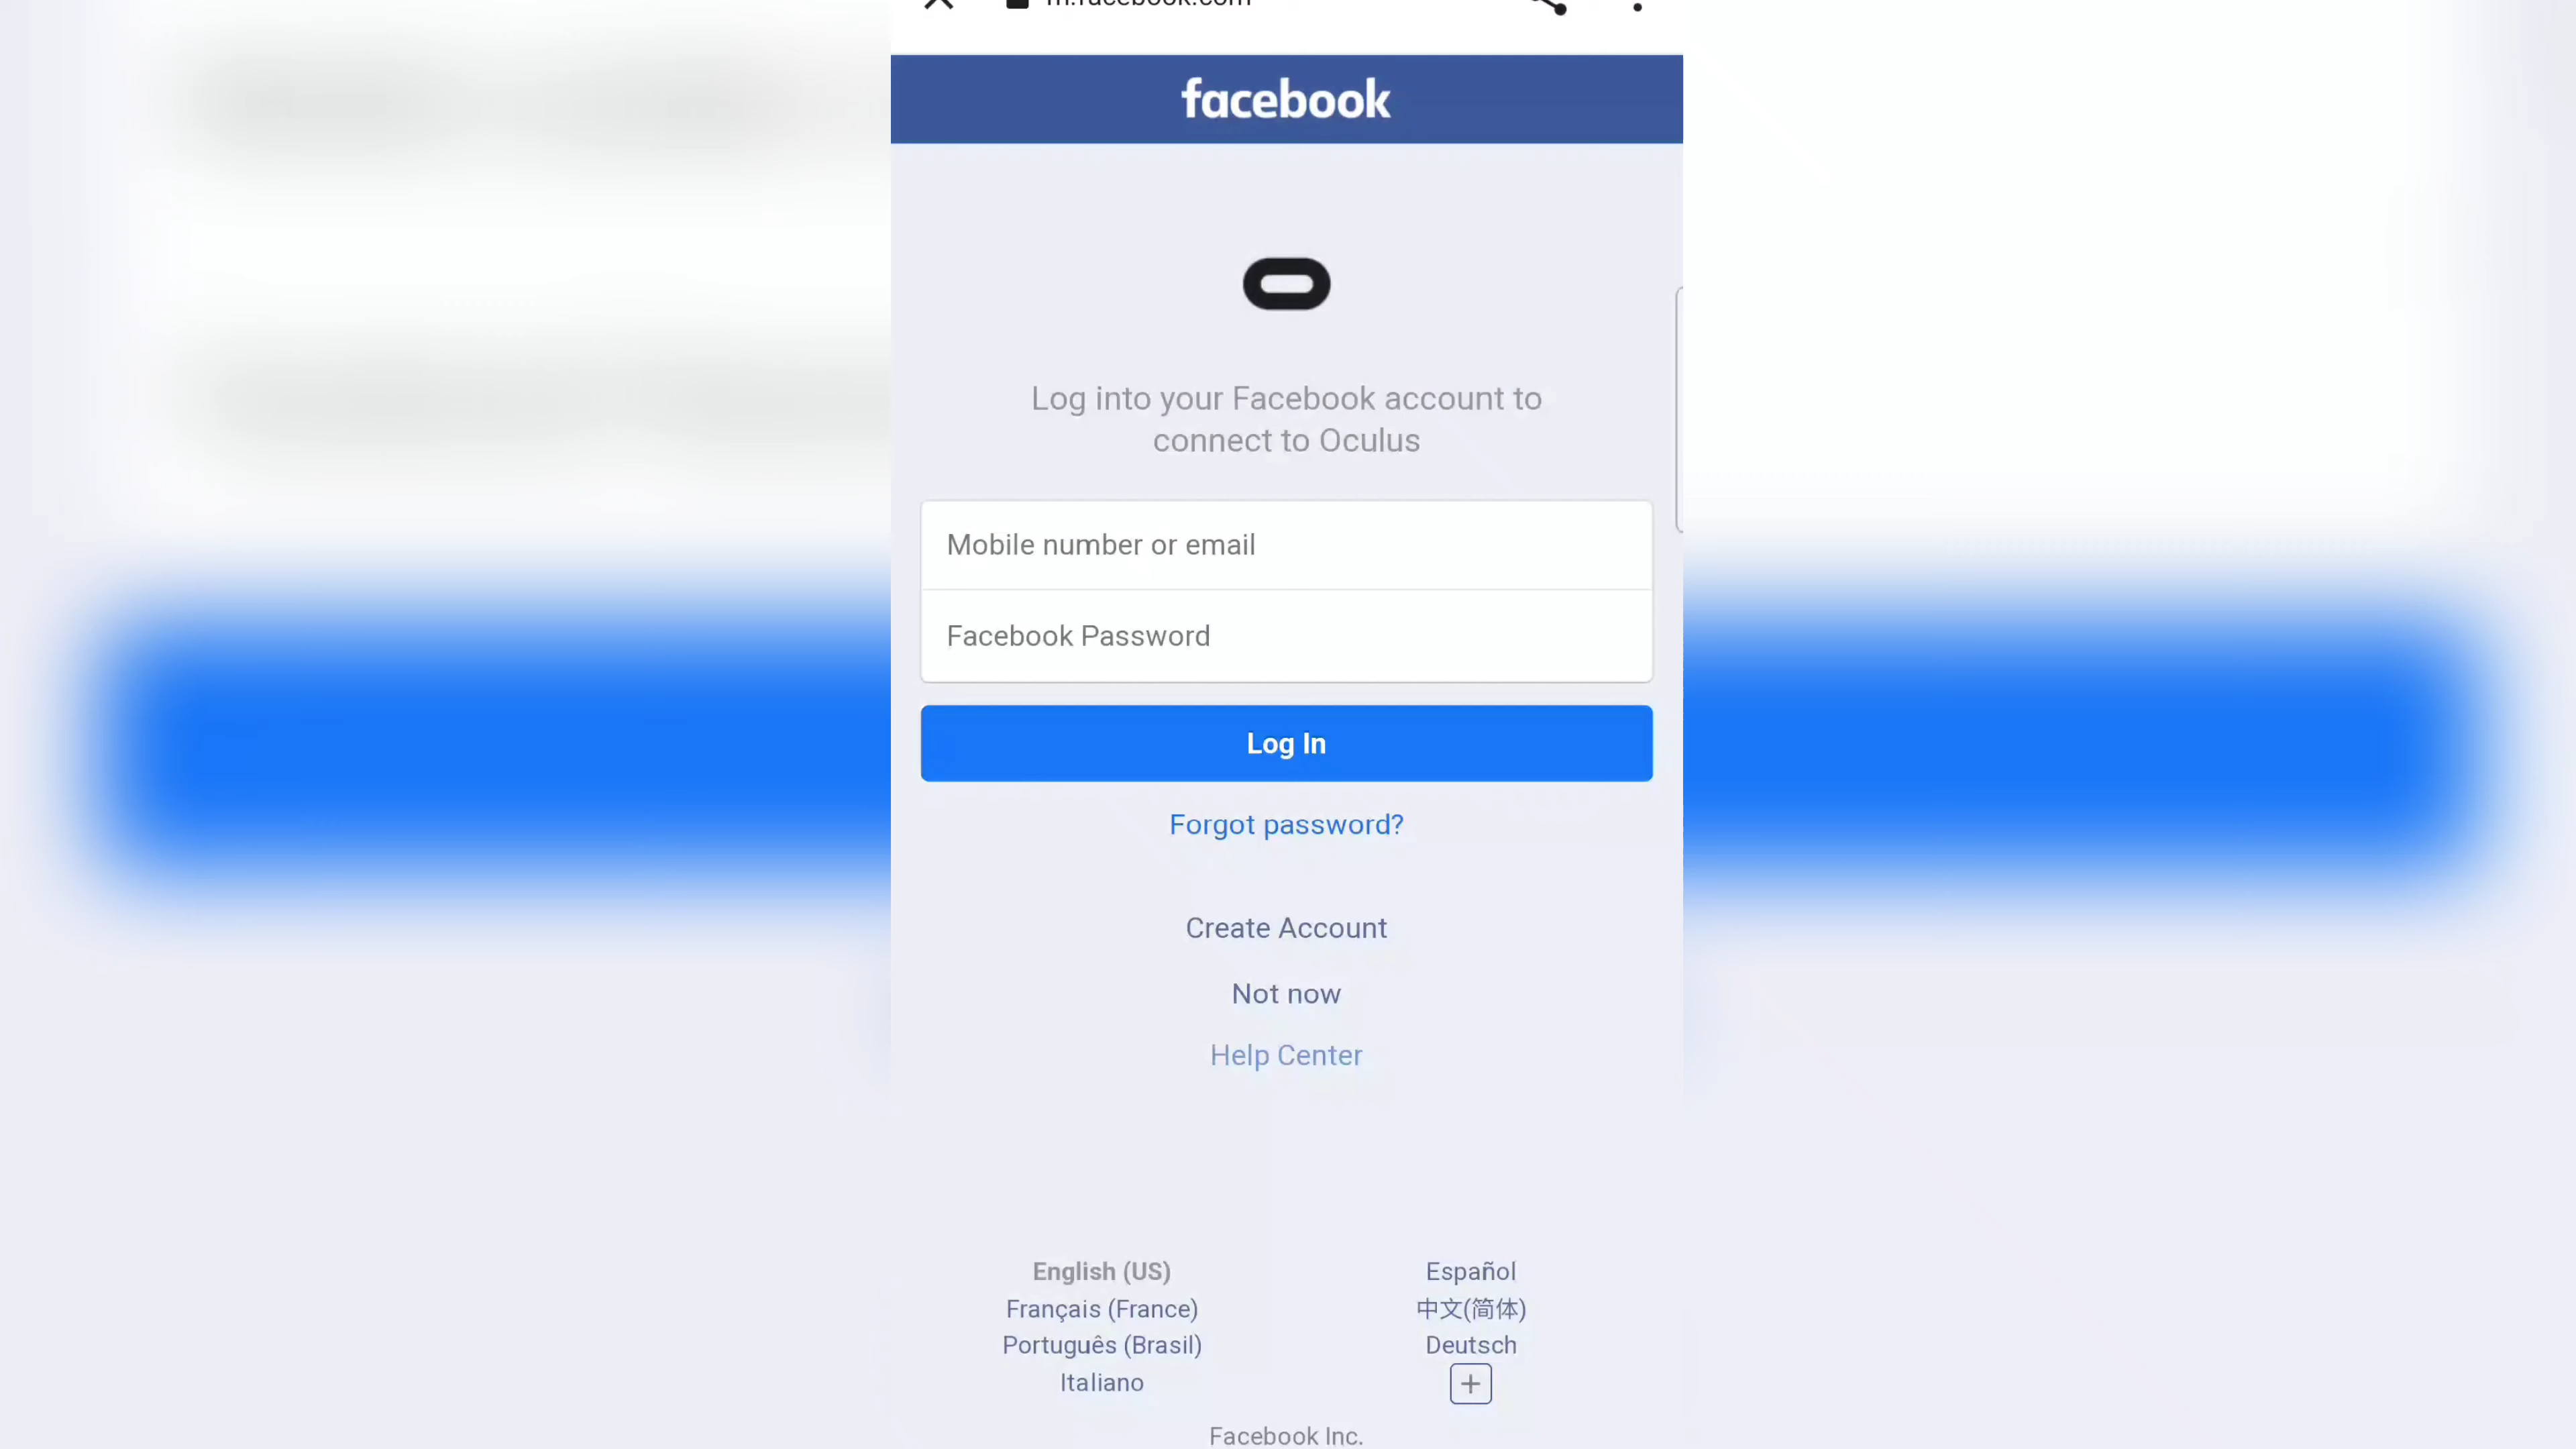 m.facebook.com
facebook
Log into your Facebook account to
connect to Oculus
Mobile number or email
Facebook Password
Log In
Forgot password?
Create Account
Not now
Help Center
English (US)
Español
Français (France)
中文(简体)
Português (Brasil)
Deutsch
Italiano
+
Facebook Inc.